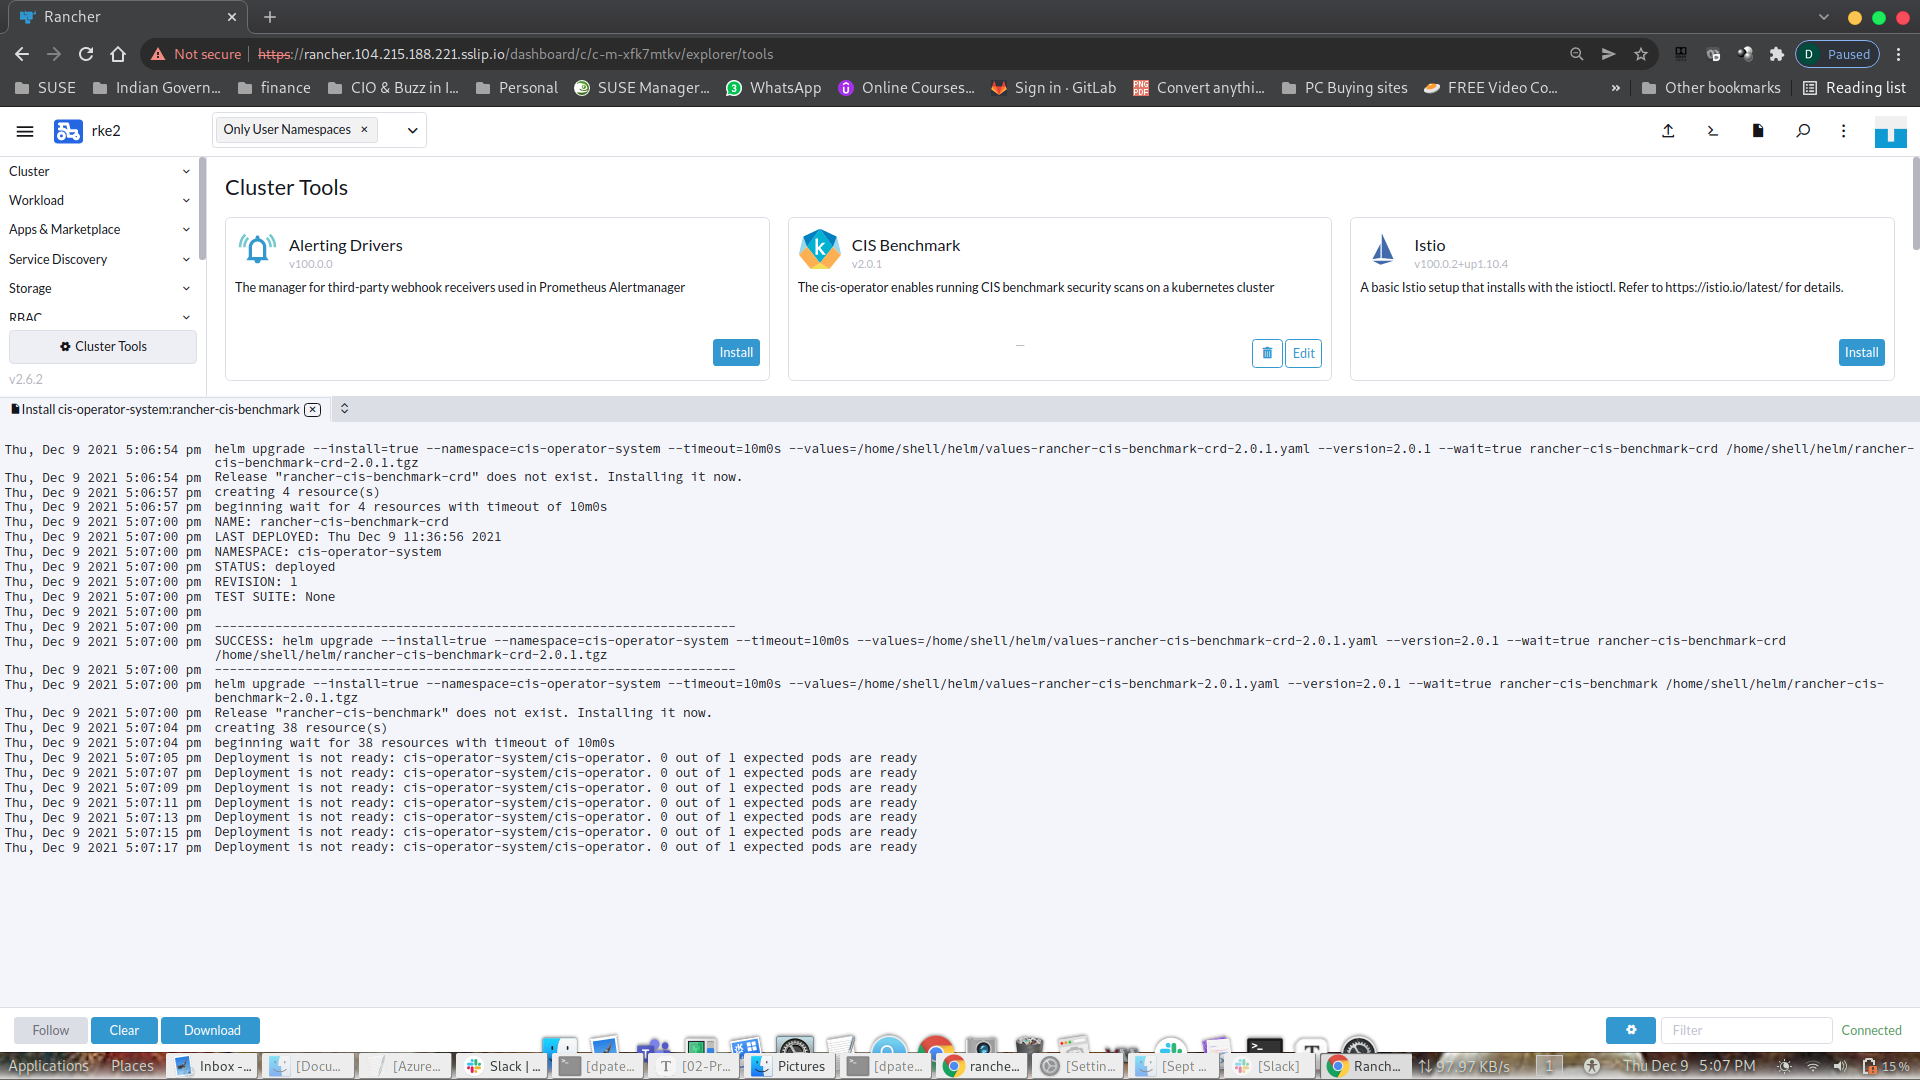 Rancher
Not secure https://rancher.104.215.188.221.sslip.io/dashboard/c/c-m-xfk7mtkv/explorer/tools
D Paused
SUSE Indian Govern... finance CIO & Buzz in I... Personal SUSE Manager... WhatsApp Online Courses... Sign in · GitLab Convert anythi... PC Buying sites FREE Video Co... » Other bookmarks Reading list
rke2 Only User Namespaces ×
Cluster
Workload
Apps & Marketplace
Service Discovery
Storage
RBAC
Cluster Tools
v2.6.2
Cluster Tools
Alerting Drivers
v100.0.0
The manager for third-party webhook receivers used in Prometheus Alertmanager
Install
CIS Benchmark
v2.0.1
The cis-operator enables running CIS benchmark security scans on a kubernetes cluster
—
Edit
Istio
v100.0.2+up1.10.4
A basic Istio setup that installs with the istioctl. Refer to https://istio.io/latest/ for details.
Install
Install cis-operator-system:rancher-cis-benchmark
Thu, Dec 9 2021 5:06:54 pm helm upgrade --install=true --namespace=cis-operator-system --timeout=10m0s --values=/home/shell/helm/values-rancher-cis-benchmark-crd-2.0.1.yaml --version=2.0.1 --wait=true rancher-cis-benchmark-crd /home/shell/helm/rancher-
cis-benchmark-crd-2.0.1.tgz
Thu, Dec 9 2021 5:06:54 pm Release "rancher-cis-benchmark-crd" does not exist. Installing it now.
Thu, Dec 9 2021 5:06:57 pm creating 4 resource(s)
Thu, Dec 9 2021 5:06:57 pm beginning wait for 4 resources with timeout of 10m0s
Thu, Dec 9 2021 5:07:00 pm NAME: rancher-cis-benchmark-crd
Thu, Dec 9 2021 5:07:00 pm LAST DEPLOYED: Thu Dec 9 11:36:56 2021
Thu, Dec 9 2021 5:07:00 pm NAMESPACE: cis-operator-system
Thu, Dec 9 2021 5:07:00 pm STATUS: deployed
Thu, Dec 9 2021 5:07:00 pm REVISION: 1
Thu, Dec 9 2021 5:07:00 pm TEST SUITE: None
Thu, Dec 9 2021 5:07:00 pm
Thu, Dec 9 2021 5:07:00 pm ---------------------------------------------------------------------
Thu, Dec 9 2021 5:07:00 pm SUCCESS: helm upgrade --install=true --namespace=cis-operator-system --timeout=10m0s --values=/home/shell/helm/values-rancher-cis-benchmark-crd-2.0.1.yaml --version=2.0.1 --wait=true rancher-cis-benchmark-crd
/home/shell/helm/rancher-cis-benchmark-crd-2.0.1.tgz
Thu, Dec 9 2021 5:07:00 pm ---------------------------------------------------------------------
Thu, Dec 9 2021 5:07:00 pm helm upgrade --install=true --namespace=cis-operator-system --timeout=10m0s --values=/home/shell/helm/values-rancher-cis-benchmark-2.0.1.yaml --version=2.0.1 --wait=true rancher-cis-benchmark /home/shell/helm/rancher-cis-
benchmark-2.0.1.tgz
Thu, Dec 9 2021 5:07:00 pm Release "rancher-cis-benchmark" does not exist. Installing it now.
Thu, Dec 9 2021 5:07:04 pm creating 38 resource(s)
Thu, Dec 9 2021 5:07:04 pm beginning wait for 38 resources with timeout of 10m0s
Thu, Dec 9 2021 5:07:05 pm Deployment is not ready: cis-operator-system/cis-operator. 0 out of 1 expected pods are ready
Thu, Dec 9 2021 5:07:07 pm Deployment is not ready: cis-operator-system/cis-operator. 0 out of 1 expected pods are ready
Thu, Dec 9 2021 5:07:09 pm Deployment is not ready: cis-operator-system/cis-operator. 0 out of 1 expected pods are ready
Thu, Dec 9 2021 5:07:11 pm Deployment is not ready: cis-operator-system/cis-operator. 0 out of 1 expected pods are ready
Thu, Dec 9 2021 5:07:13 pm Deployment is not ready: cis-operator-system/cis-operator. 0 out of 1 expected pods are ready
Thu, Dec 9 2021 5:07:15 pm Deployment is not ready: cis-operator-system/cis-operator. 0 out of 1 expected pods are ready
Thu, Dec 9 2021 5:07:17 pm Deployment is not ready: cis-operator-system/cis-operator. 0 out of 1 expected pods are ready
Follow Clear Download Filter Connected
Applications Places Inbox -... [Docu... [Azure... Slack | ... [dpate... [02-Pr... Pictures [dpate... ranche... [Settin... [Sept ... [Slack] Ranch... 97.97 KB/s 1 Thu Dec 9 5:07 PM 15 %